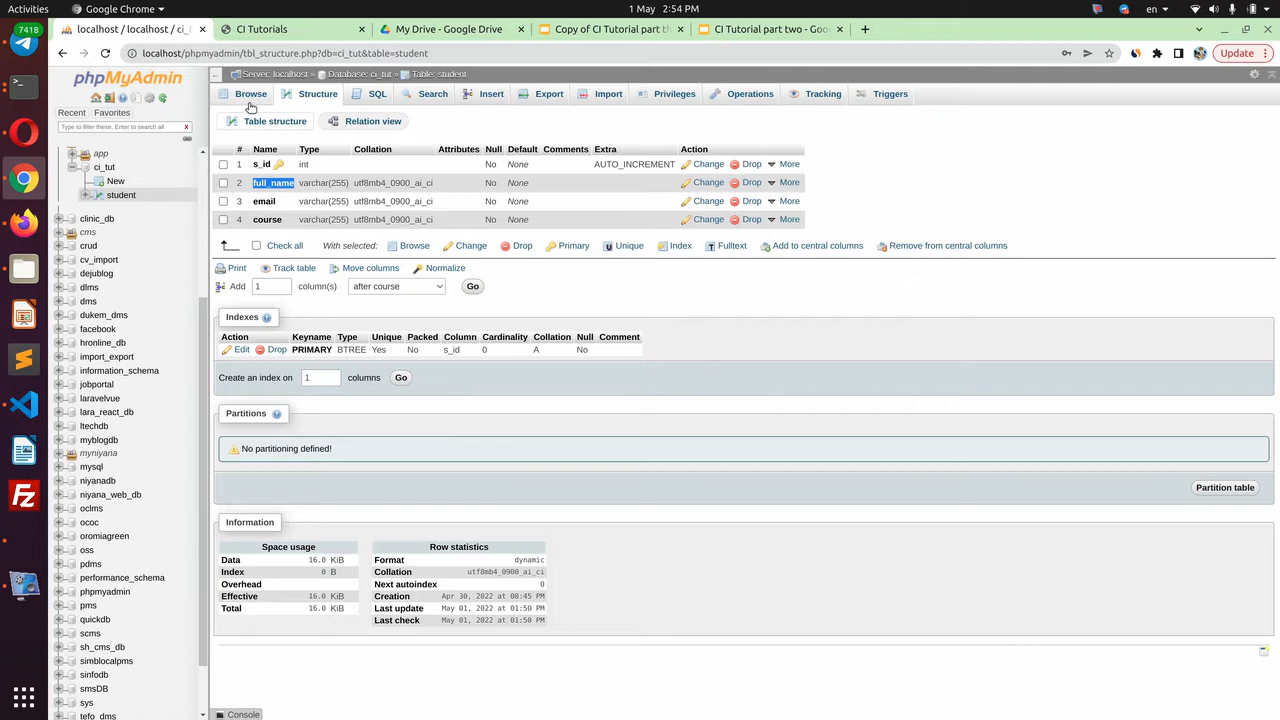 Activities
Google Chrome
1 May 2:54 PM
en
7418
localhost / localhost / ci_t
CI Tutorials
My Drive - Google Drive
Copy of CI Tutorial part th
CI Tutorial part two - Goo
localhost/phpmyadmin/tbl_structure.php?db=ci_tut&table=student
Update
phpMyAdmin
Recent
Favorites
Type to filter these, Enter to search all
X
app
ci_tut
New
student
clinic_db
cms
crud
cv_import
dejublog
dlms
dms
dukem_dms
facebook
hronline_db
import_export
information_schema
jobportal
laravelvue
lara_react_db
ltechdb
myblogdb
myniyana
mysql
niyanadb
niyana_web_db
oclms
ococ
oromiagreen
oss
pdms
performance_schema
phpmyadmin
pms
quickdb
scms
sh_cms_db
simblocalpms
sinfodb
smsDB
sys
tefo_dms
Server: localhost » Database: ci_tut » Table: student
Browse Structure SQL Search Insert Export Import Privileges Operations Tracking Triggers
Table structure Relation view
# Name Type Collation Attributes Null Default Comments Extra Action
1 s_id int No None AUTO_INCREMENT Change Drop More
2 full_name varchar(255) utf8mb4_0900_ai_ci No None Change Drop More
3 email varchar(255) utf8mb4_0900_ai_ci No None Change Drop More
4 course varchar(255) utf8mb4_0900_ai_ci No None Change Drop More
Check all With selected: Browse Change Drop Primary Unique Index Fulltext Add to central columns Remove from central columns
Print Track table Move columns Normalize
Add 1 column(s) after course Go
Indexes
Action Keyname Type Unique Packed Column Cardinality Collation Null Comment
Edit Drop PRIMARY BTREE Yes No s_id 0 A No
Create an index on 1 columns Go
Partitions
No partitioning defined!
Partition table
Information
Space usage
Data 16.0 KiB
Index 0 B
Overhead
Effective 16.0 KiB
Total 16.0 KiB
Row statistics
Format dynamic
Collation utf8mb4_0900_ai_ci
Next autoindex 0
Creation Apr 30, 2022 at 08:45 PM
Last update May 01, 2022 at 01:50 PM
Last check May 01, 2022 at 01:50 PM
Console